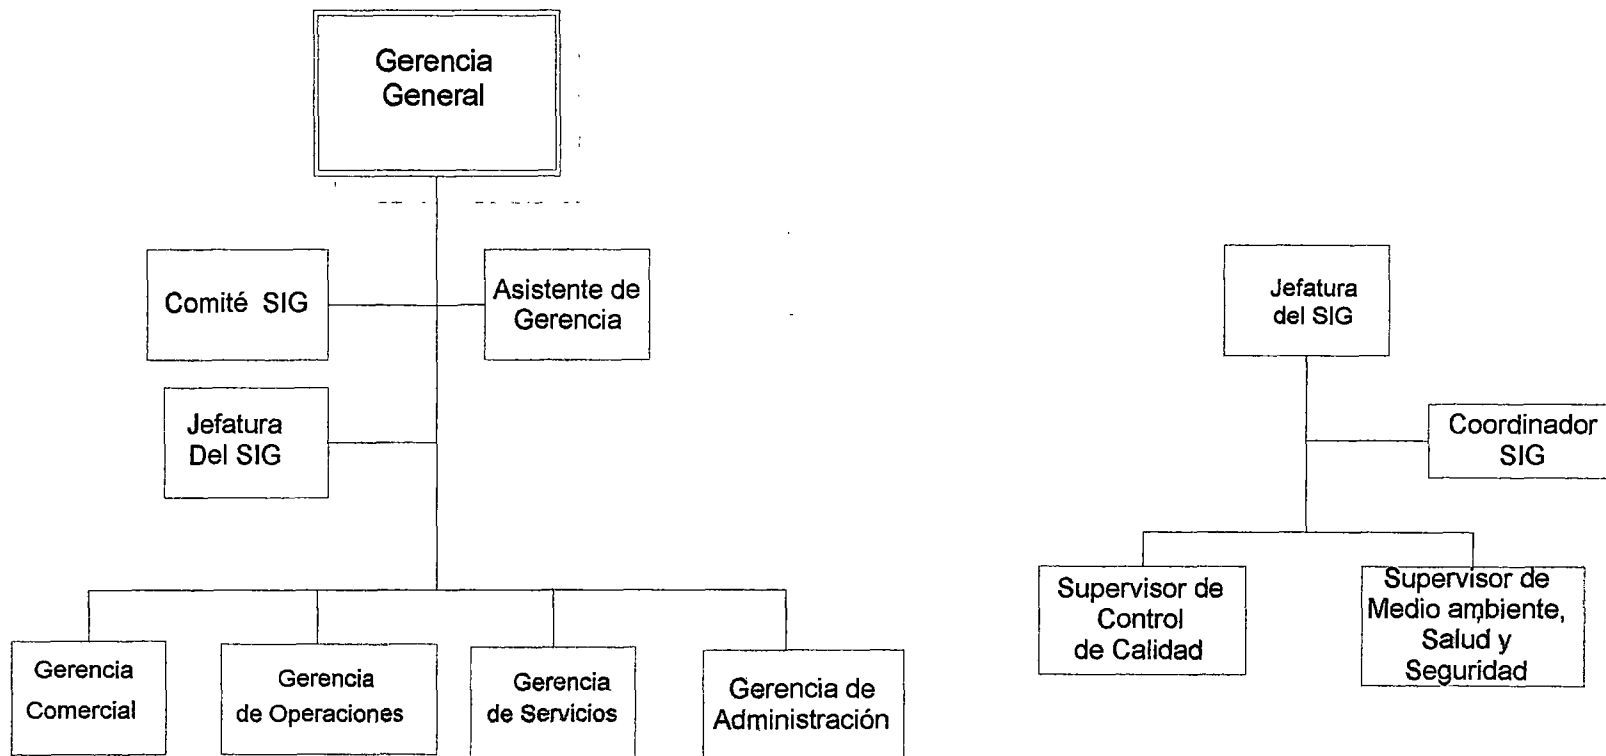 Gerencia
General
Comité SIG
Asistente de
Gerencia
Jefatura
Del SIG
Gerencia
Comercial
Gerencia
de Operaciones
Gerencia
de Servicios
Gerencia de
Administración
Jefatura
del SIG
Coordinador
SIG
Supervisor de
Control
de Calidad
Supervisor de
Medio ambiente,
Salud y
Seguridad